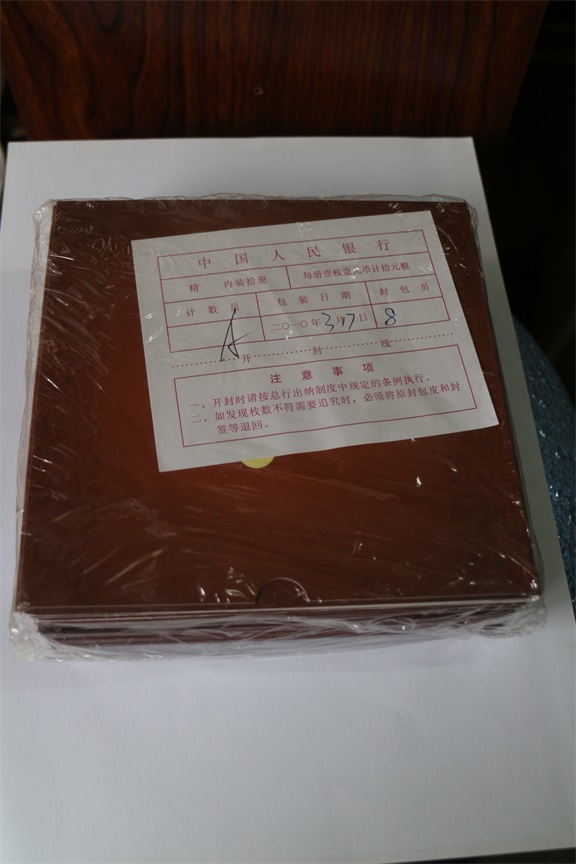 中国人民银行
精 内装拾册 每册壹枚壹元币计拾元整
计数员 包装日期 封包员
A 二〇一〇年3月17日 8
开封线
注意事项
一、开封时请按总行出纳制度中规定的条例执行。
二、如发现枚数不符需要追究时，必须将原封包皮和封
签等退回。